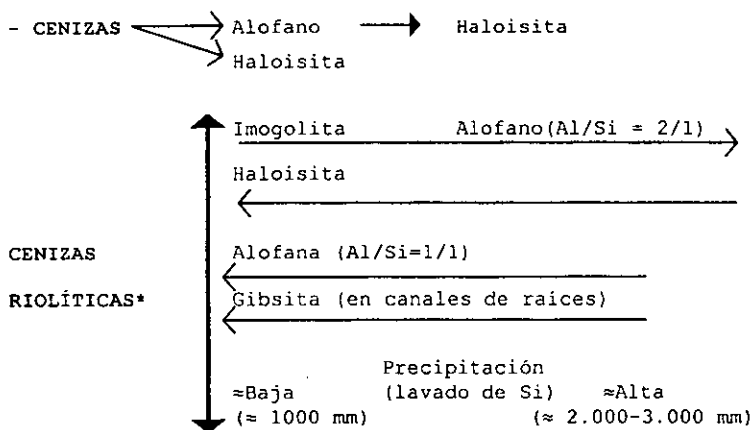 - CENIZAS Alofano Haloisita
Haloisita
Imogolita Alofano(Al/Si = 2/1)
Haloisita
CENIZAS Alofana (Al/Si=1/1)
RIOLÍTICAS* Gibsita (en canales de raices)
Precipitación
≈Baja (lavado de Si) ≈Alta
(≈ 1000 mm) (≈ 2.000-3.000 mm)